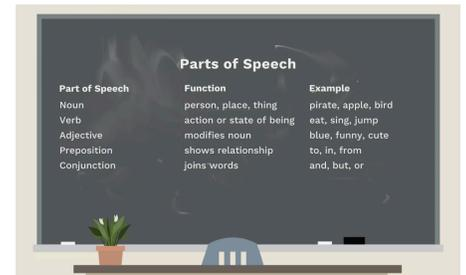 Parts of Speech
Part of Speech Function Example
Noun person, place, thing pirate, apple, bird
Verb action or state of being eat, sing, jump
Adjective modifies noun blue, funny, cute
Preposition shows relationship to, in, from
Conjunction joins words and, but, or